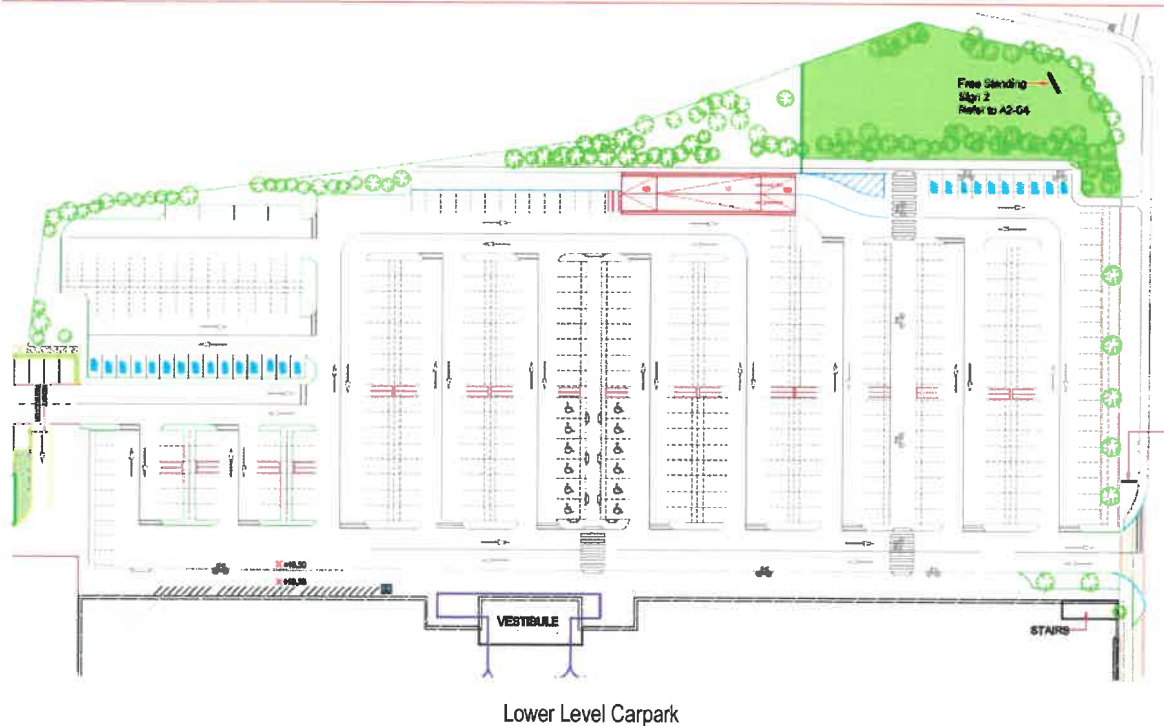 Free Standing
Sign 2
Refer to A2-04
VESTIBULE
STAIRS
Lower Level Carpark